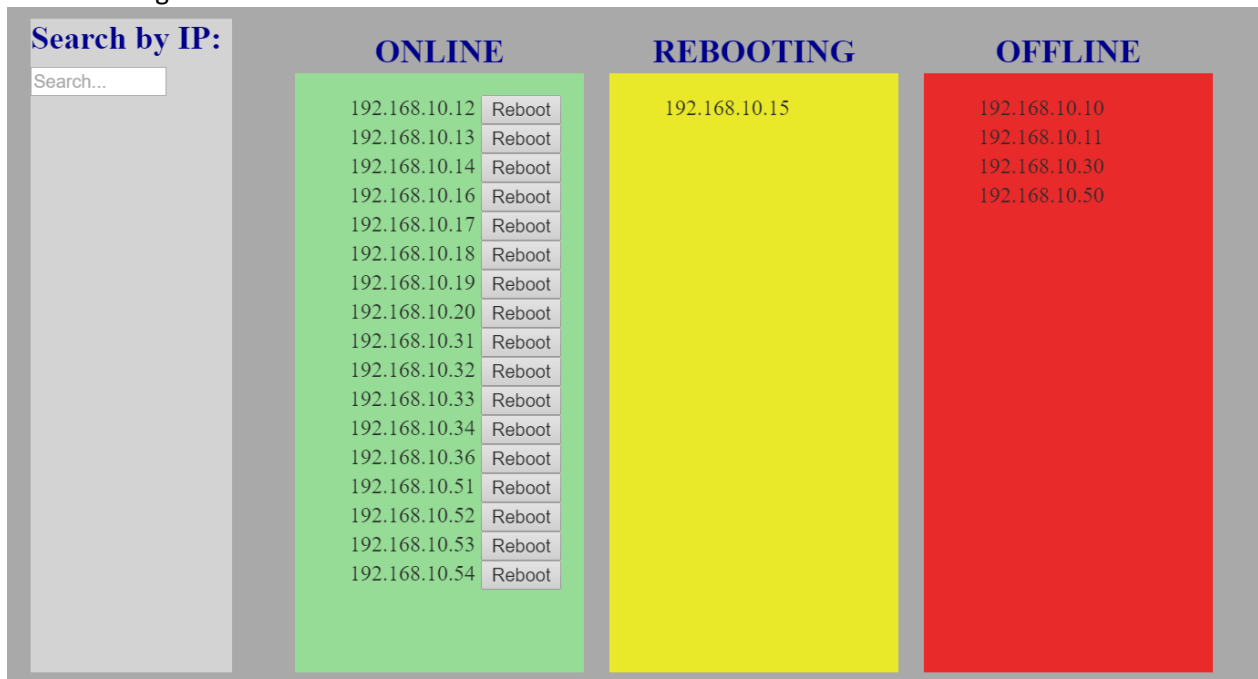 Search by IP:
Search...
ONLINE
192.168.10.12 Reboot
192.168.10.13 Reboot
192.168.10.14 Reboot
192.168.10.16 Reboot
192.168.10.17 Reboot
192.168.10.18 Reboot
192.168.10.19 Reboot
192.168.10.20 Reboot
192.168.10.31 Reboot
192.168.10.32 Reboot
192.168.10.33 Reboot
192.168.10.34 Reboot
192.168.10.36 Reboot
192.168.10.51 Reboot
192.168.10.52 Reboot
192.168.10.53 Reboot
192.168.10.54 Reboot
REBOOTING
192.168.10.15
OFFLINE
192.168.10.10
192.168.10.11
192.168.10.30
192.168.10.50